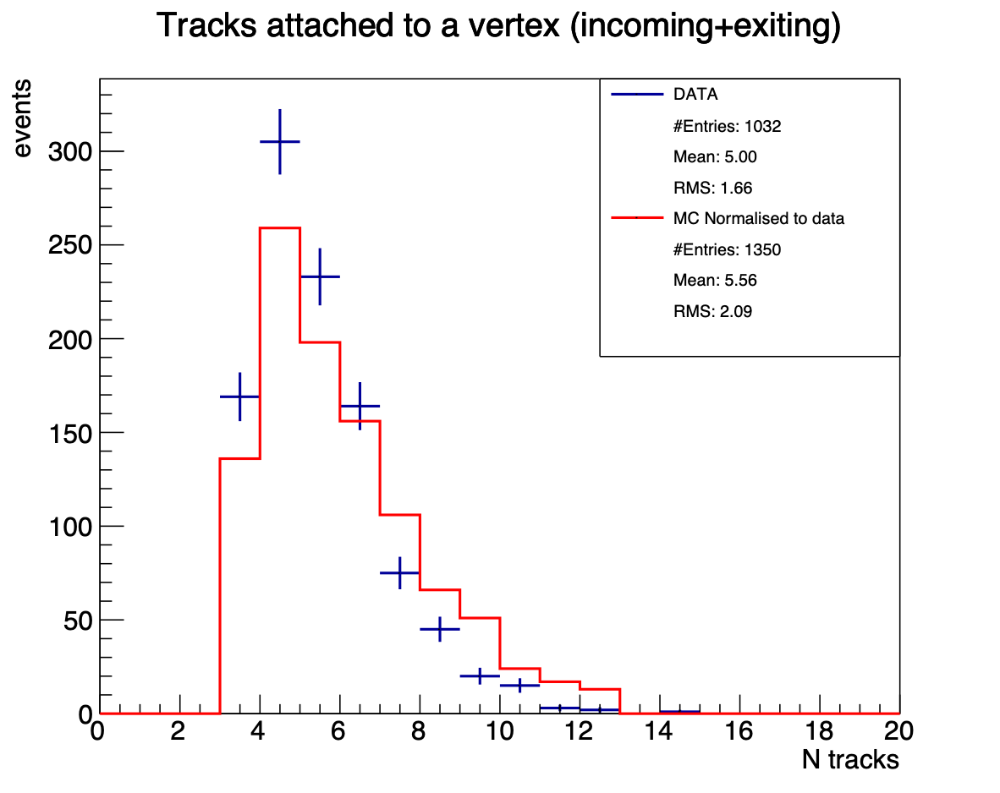 Tracks attached to a vertex (incoming+exiting)
events
300
250
200
150
100
50
0
0 2 4 6 8 10 12 14 16 18 20
N tracks
DATA
#Entries: 1032
Mean: 5.00
RMS: 1.66
MC Normalised to data
#Entries: 1350
Mean: 5.56
RMS: 2.09